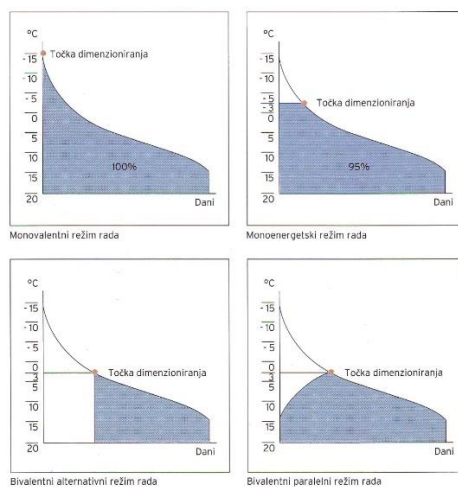 °C
-15
-10
-5
0
5
10
15
20
Točka dimenzioniranja
100%
Dani
Monovalentni režim rada
°C
-15
-10
-5
-3
0
5
10
15
20
Točka dimenzioniranja
95%
Dani
Monoenergetski režim rada
°C
-15
-10
-5
0
3
5
10
15
20
Točka dimenzioniranja
Dani
Bivalentni alternativni režim rada
°C
-15
-10
-5
0
3
5
10
15
20
Točka dimenzioniranja
Dani
Bivalentni paralelni režim rada